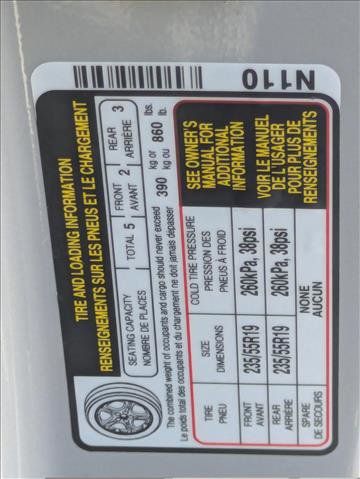 TIRE AND LOADING INFORMATION
RENSEIGNEMENTS SUR LES PNEUS ET LE CHARGEMENT
SEATING CAPACITY
NOMBRE DE PLACES
TOTAL 5
FRONT
AVANT
2
REAR
ARRIÈRE
3
The combined weight of occupants and cargo should never exceed
Le poids total des occupants et du chargement ne doit jamais dépasser
390 kg or kg ou 860 lbs. lb.
TIRE
PNEU
SIZE
DIMENSIONS
COLD TIRE PRESSURE
PRESSION DES
PNEUS À FROID
SEE OWNER'S
MANUAL FOR
ADDITIONAL
INFORMATION
VOIR LE MANUEL
DE L'USAGER
POUR PLUS DE
RENSEIGNEMENTS
FRONT
AVANT
235/55R19
260kPa, 38psi
REAR
ARRIÈRE
235/55R19
260kPa, 38psi
SPARE
DE SECOURS
NONE
AUCUN
N110